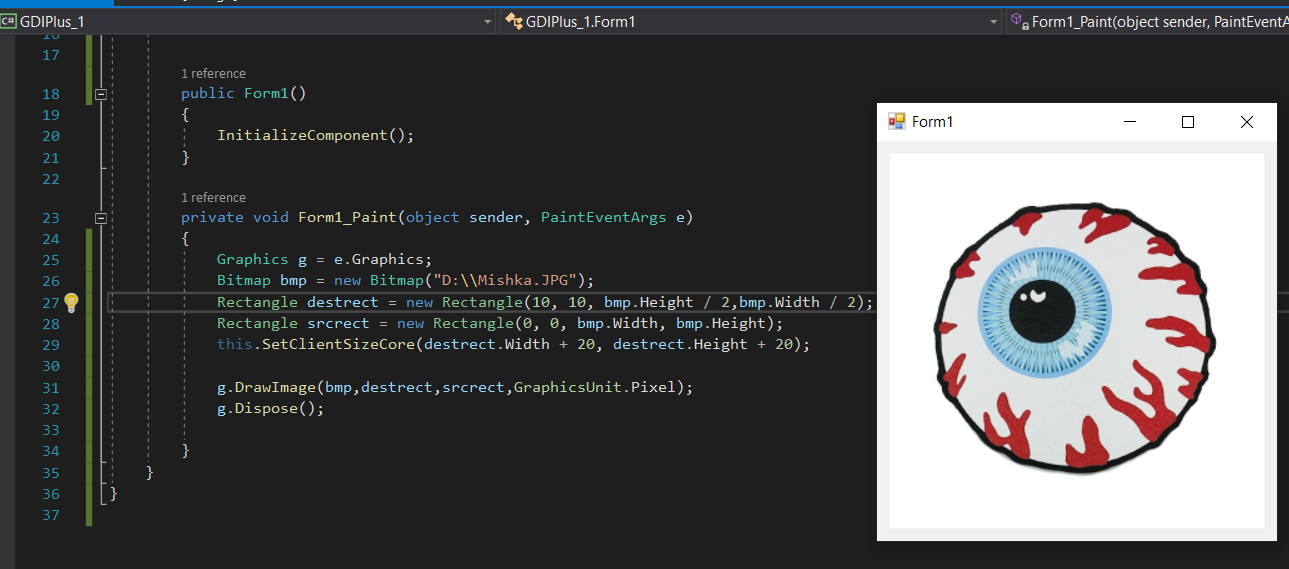 C# GDIPlus_1 GDIPlus_1.Form1 Form1_Paint(object sender, PaintEventA
16
17
1 reference
18 public Form1()
19 {
20 InitializeComponent();
21 }
22
1 reference
23 private void Form1_Paint(object sender, PaintEventArgs e)
24 {
25 Graphics g = e.Graphics;
26 Bitmap bmp = new Bitmap("D:\\Mishka.JPG");
27 Rectangle destrect = new Rectangle(10, 10, bmp.Height / 2,bmp.Width / 2);
28 Rectangle srcrect = new Rectangle(0, 0, bmp.Width, bmp.Height);
29 this.SetClientSizeCore(destrect.Width + 20, destrect.Height + 20);
30
31 g.DrawImage(bmp,destrect,srcrect,GraphicsUnit.Pixel);
32 g.Dispose();
33
34 }
35 }
36 }
37
Form1